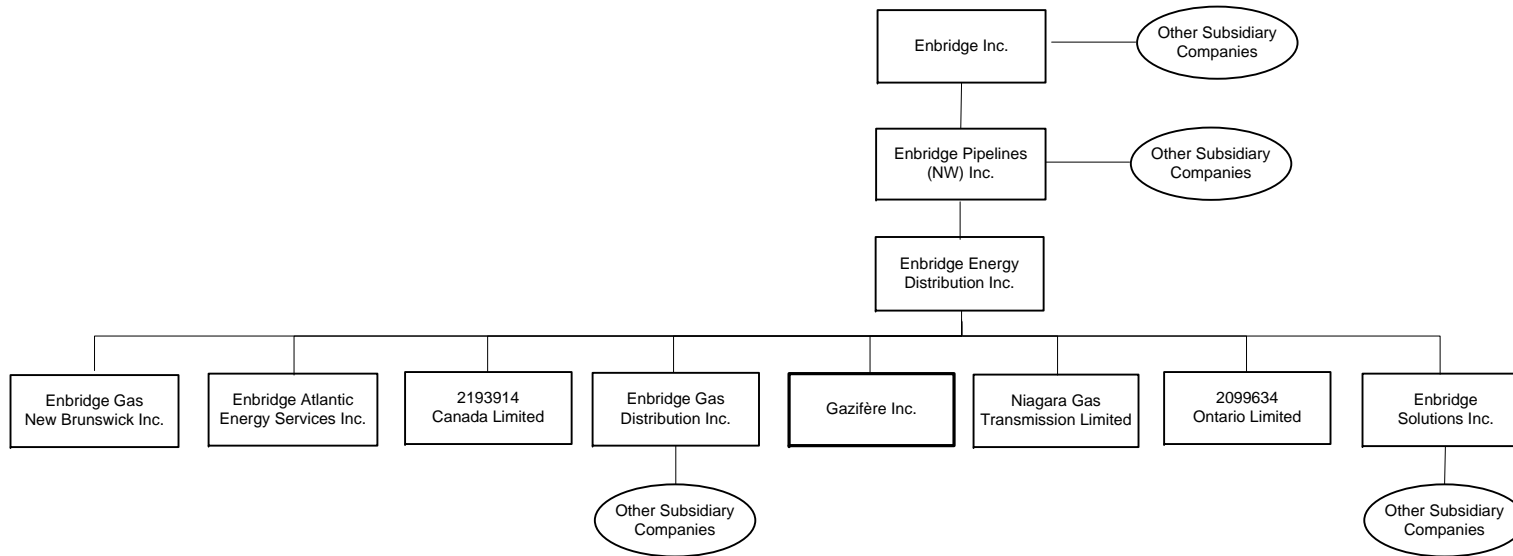 Enbridge Inc.
Other Subsidiary
Companies
Enbridge Pipelines
(NW) Inc.
Other Subsidiary
Companies
Enbridge Energy
Distribution Inc.
Enbridge Gas
New Brunswick Inc.
Enbridge Atlantic
Energy Services Inc.
2193914
Canada Limited
Enbridge Gas
Distribution Inc.
Gazifère Inc.
Niagara Gas
Transmission Limited
2099634
Ontario Limited
Enbridge
Solutions Inc.
Other Subsidiary
Companies
Other Subsidiary
Companies